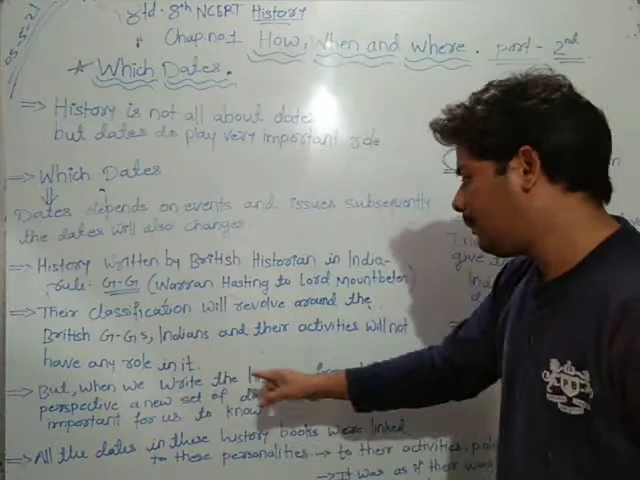 05-5-21
Std- 8th NCERT History
Chap.no.1 How, When and where. part- 2nd
* Which Dates.
⇒ History is not all about dates
but dates do play very important role
⇒ Which Dates
Dates depends on events and issues subsequently
the dates will also changes
⇒ History written by British Historian in India-
rule- G-G (Warran Hasting to Lord Mountbeten)
⇒ Their classification will revolve around the
British G-Gs, Indians and their activities will not
have any role in it.
⇒ But, when we write the
perspective a new set of
important for us to know
⇒ All the dates in these history books were linked
to these personalities → to their activities,
→ It was as if their